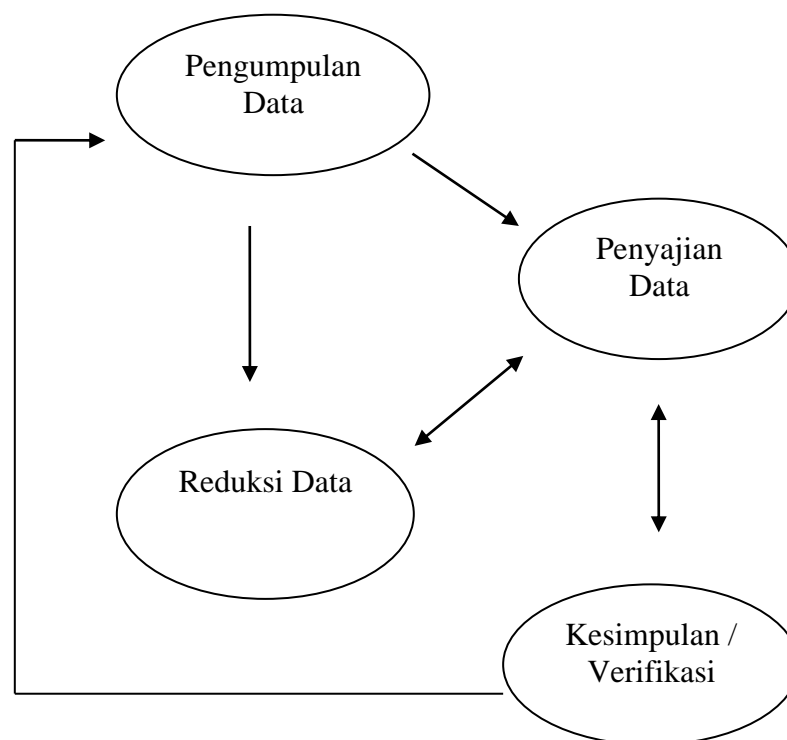 Pengumpulan
Data
Penyajian
Data
Reduksi Data
Kesimpulan /
Verifikasi